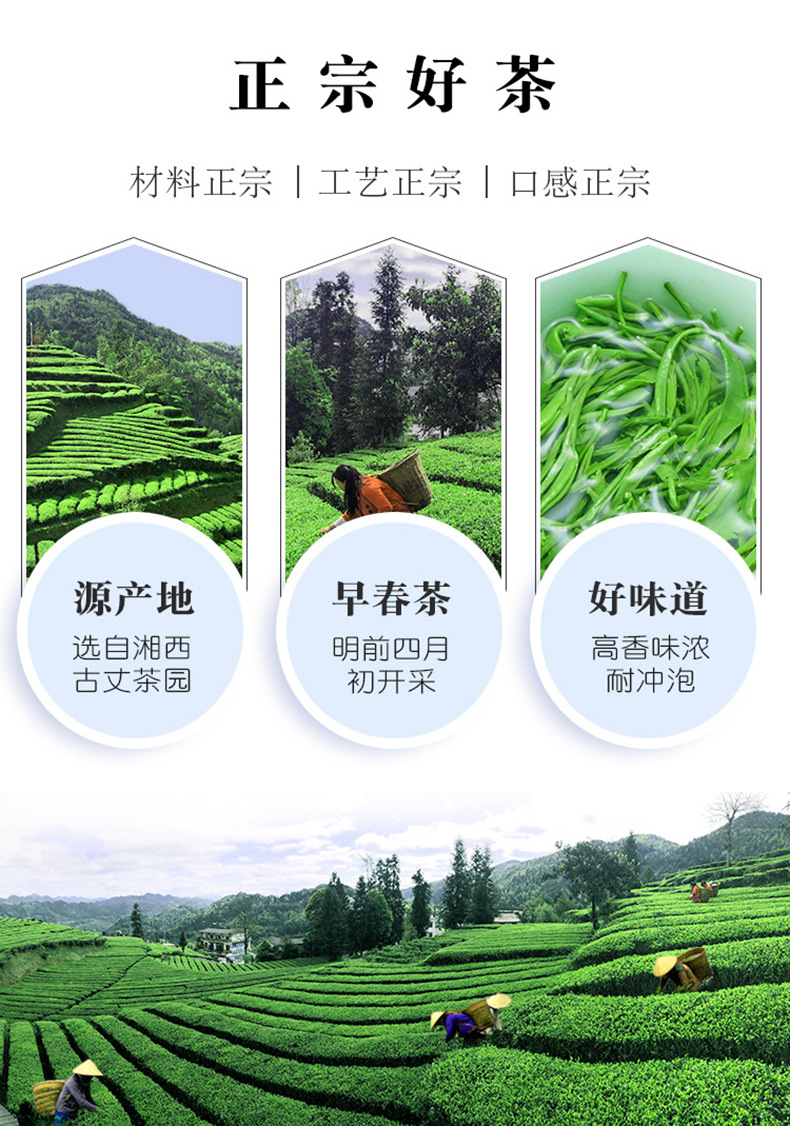 正宗好茶
材料正宗｜工艺正宗｜口感正宗
源产地
选自湘西
古丈茶园
早春茶
明前四月
初开采
好味道
高香味浓
耐冲泡